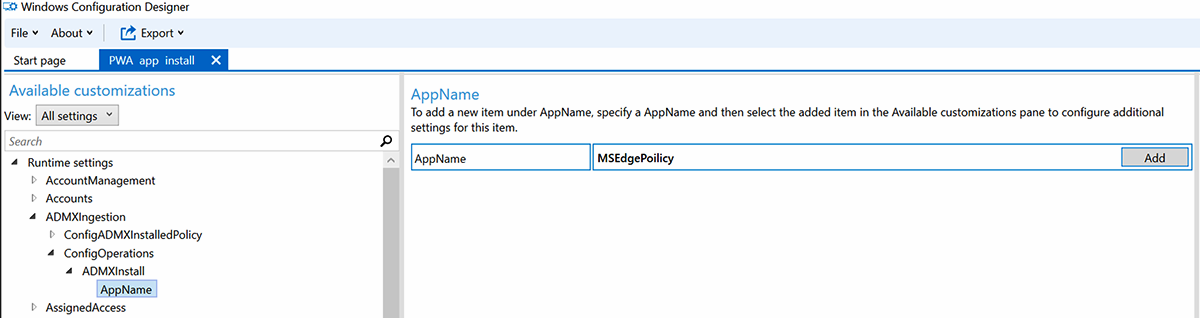 Windows Configuration Designer
File About Export
Start page PWA app install
Available customizations
View: All settings
Search
Runtime settings
AccountManagement
Accounts
ADMXIngestion
ConfigADMXInstalledPolicy
ConfigOperations
ADMXInstall
AppName
AssignedAccess
AppName
To add a new item under AppName, specify a AppName and then select the added item in the Available customizations pane to configure additional
settings for this item.
AppName MSEdgePoilicy Add